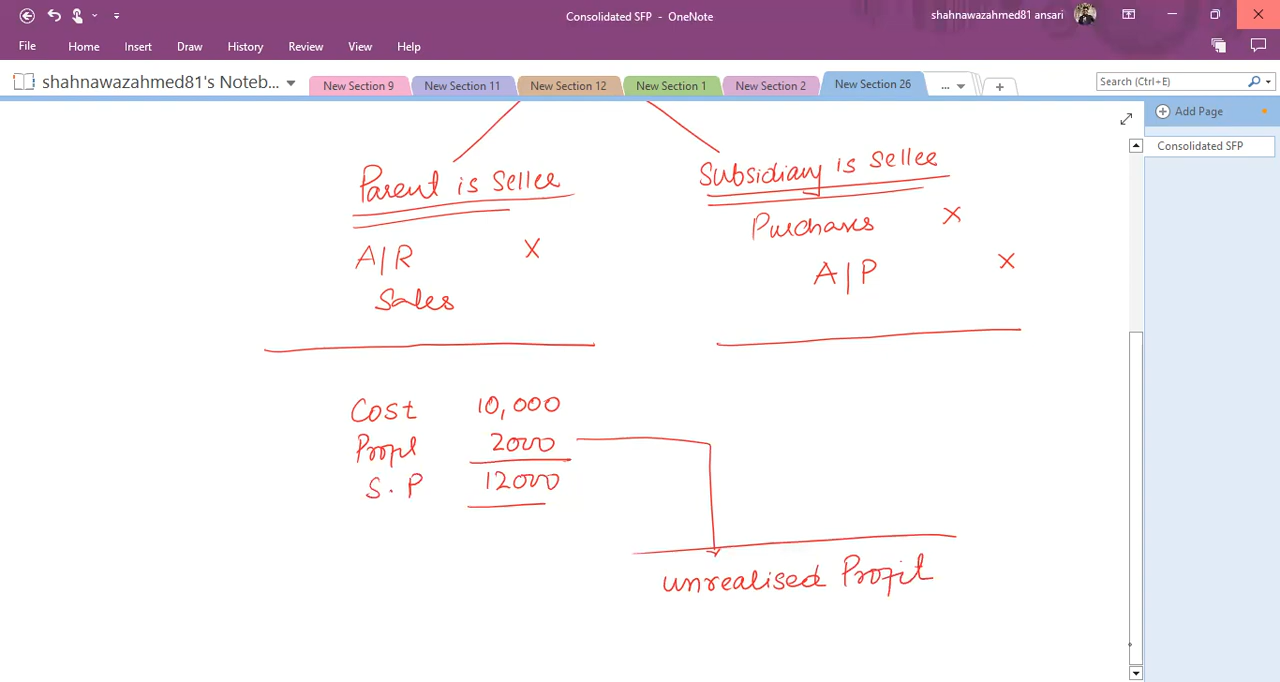 Consolidated SFP - OneNote
shahnawazahmed81 ansari
File Home Insert Draw History Review View Help
shahnawazahmed81's Noteb...
New Section 9 New Section 11 New Section 12 New Section 1 New Section 2 New Section 26 ...
Search (Ctrl+E)
Add Page
Consolidated SFP
Parent is Seller
A/R X
Sales
Subsidiary is Seller
Purchases X
A/P X
Cost 10,000
Profit 2000
S.P 12000
unrealised Profit